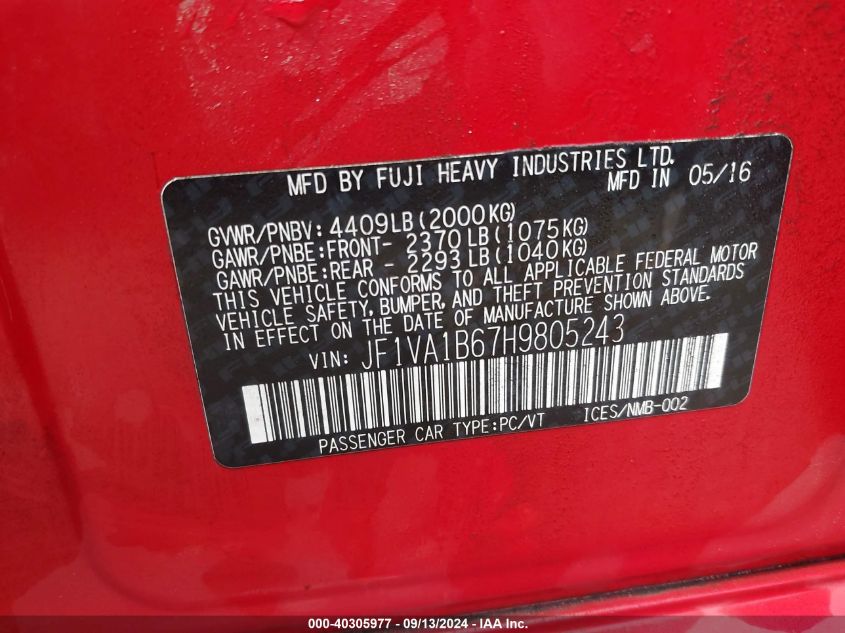 MFD BY FUJI HEAVY INDUSTRIES LTD.
MFD IN 05/16
GVWR/PNBV: 4409LB(2000KG)
GAWR/PNBE:FRONT- 2370LB(1075KG)
GAWR/PNBE:REAR - 2293LB(1040KG)
THIS VEHICLE CONFORMS TO ALL APPLICABLE FEDERAL MOTOR
VEHICLE SAFETY, BUMPER, AND THEFT PREVENTION STANDARDS
IN EFFECT ON THE DATE OF MANUFACTURE SHOWN ABOVE.
VIN: JF1VA1B67H9805243
PASSENGER CAR TYPE:PC/VT ICES/NMB-002
000-40305977 - 09/13/2024 - IAA Inc.